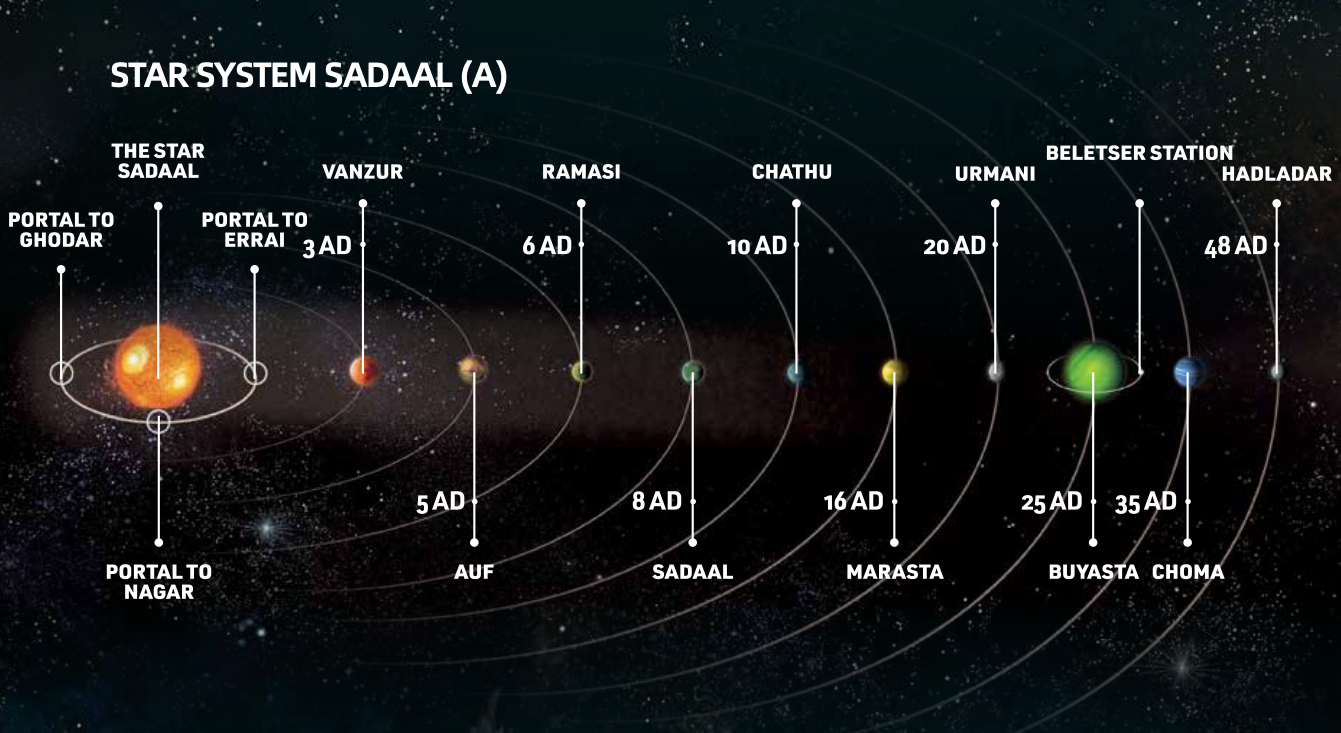 STAR SYSTEM SADAAL (A)
THE STAR
SADAAL
PORTAL TO
GHODAR
PORTAL TO
ERRAI
VANZUR
3 AD
RAMASI
6 AD
CHATHU
10 AD
URMANI
20 AD
BELETSER STATION
HADLADAR
48 AD
PORTAL TO
NAGAR
5 AD
AUF
8 AD
SADAAL
16 AD
MARASTA
25 AD
BUYASTA
35 AD
CHOMA